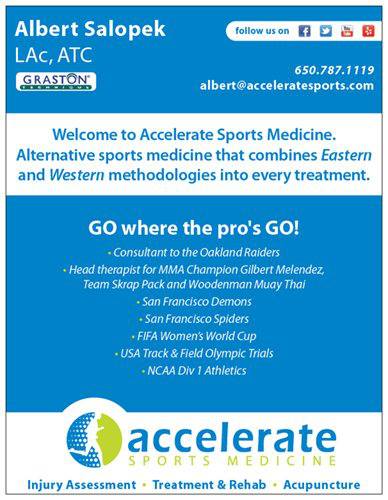 Albert Salopek
follow us on
LAc, ATC
GRASTON
TECHNIQUE
650.787.1119
albert@acceleratesports.com
Welcome to Accelerate Sports Medicine.
Alternative sports medicine that combines Eastern
and Western methodologies into every treatment.
GO where the pro's GO!
• Consultant to the Oakland Raiders
• Head therapist for MMA Champion Gilbert Melendez,
Team Skrap Pack and Woodenman Muay Thai
• San Francisco Demons
• San Francisco Spiders
• FIFA Women's World Cup
• USA Track & Field Olympic Trials
• NCAA Div 1 Athletics
accelerate
SPORTS MEDICINE
Injury Assessment • Treatment & Rehab • Acupuncture